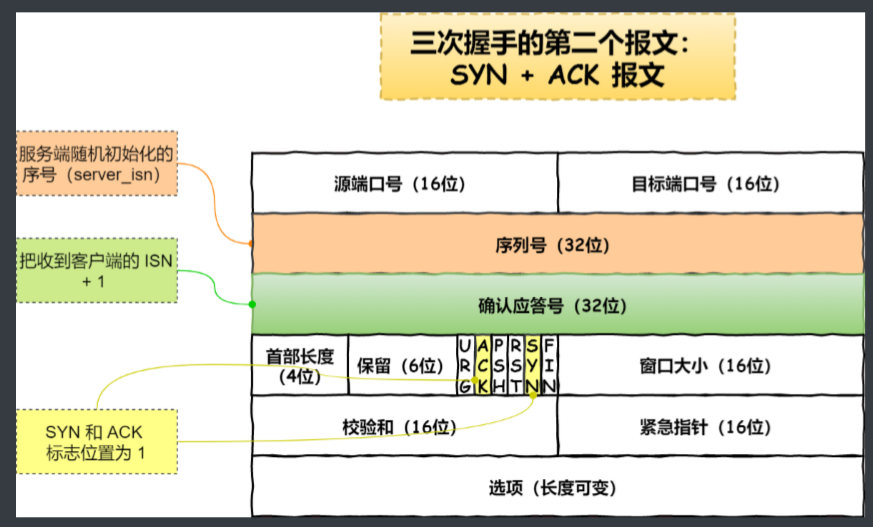 三次握手的第二个报文：
SYN + ACK 报文
服务端随机初始化的
序号（server_isn）
源端口号（16位）
目标端口号（16位）
序列号（32位）
把收到客户端的 ISN
+ 1
确认应答号（32位）
首部长度
（4位）
保留（6位）
URG
ACK
PSH
RST
SYN
FIN
窗口大小（16位）
SYN 和 ACK
标志位置为 1
校验和（16位）
紧急指针（16位）
选项（长度可变）